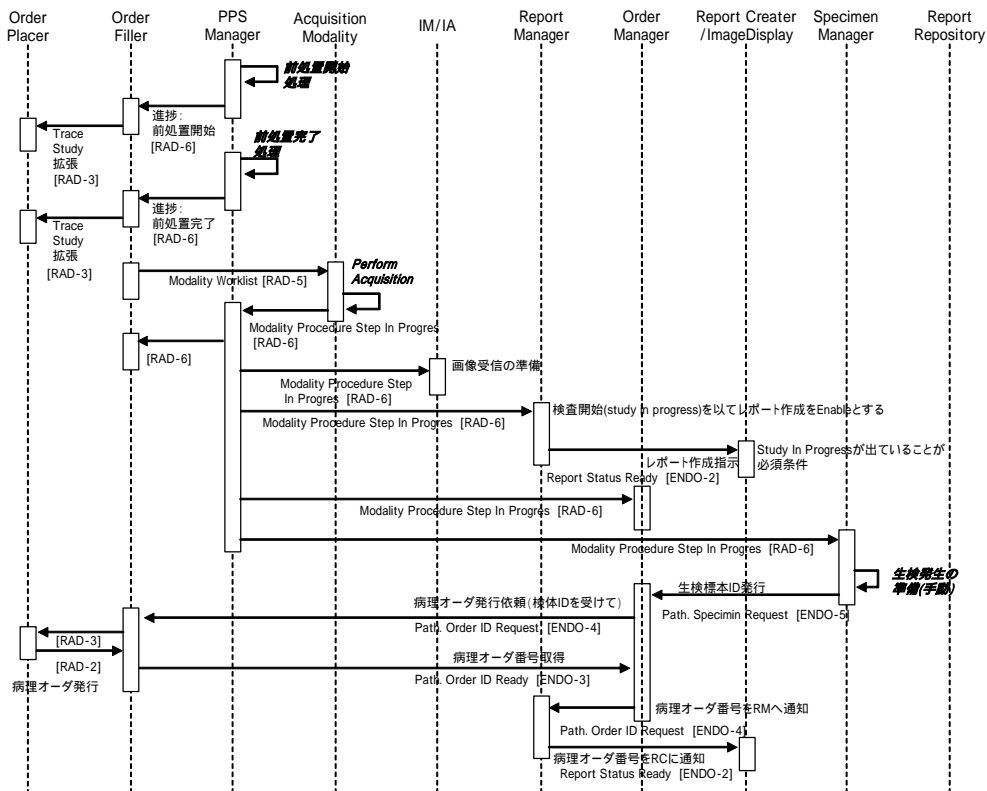 Order
Placer
Order
Filler
PPS
Manager
Acquisition
Modality
IM/IA
Report
Manager
Order
Manager
Report Creater
/ImageDisplay
Specimen
Manager
Report
Repository
前処置開始
処理
進捗:
前処置開始
[RAD-6]
Trace
Study
拡張
[RAD-3]
前処置完了
処理
進捗:
前処置完了
[RAD-6]
Trace
Study
拡張
[RAD-3]
Modality Worklist [RAD-5]
Perform
Acquisition
Modality Procedure Step In Progres
[RAD-6]
[RAD-6]
画像受信の準備
Modality Procedure Step
In Progres [RAD-6]
Modality Procedure Step In Progres [RAD-6]
検査開始(study in progress)を以てレポート作成をEnableとする
Study In Progressが出ていることが
必須条件
レポート作成指示
Report Status Ready [ENDO-2]
Modality Procedure Step In Progres [RAD-6]
Modality Procedure Step In Progres [RAD-6]
生検発生の
準備(手動)
生検標本ID発行
Path. Specimin Request [ENDO-5]
病理オーダ発行依頼(検体IDを受けて)
Path. Order ID Request [ENDO-4]
[RAD-3]
[RAD-2]
病理オーダ発行
病理オーダ番号取得
Path. Order ID Ready [ENDO-3]
病理オーダ番号をRMへ通知
Path. Order ID Request [ENDO-4]
病理オーダ番号をRCに通知
Report Status Ready [ENDO-2]